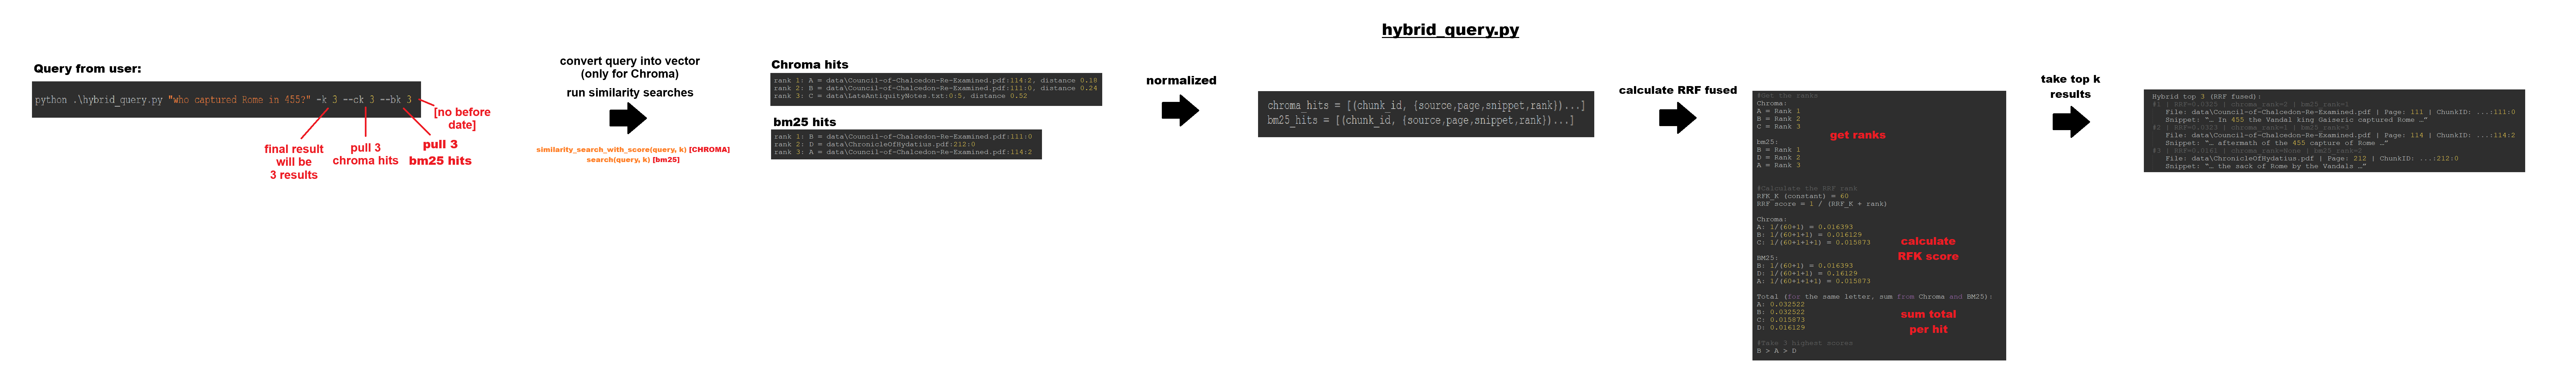 hybrid_query.py
Query from user:
python .\hybrid_query.py "who captured Rome in 455?" -k 3 --ck 3 --bk 3
[no before
date]
final result
will be
3 results
pull 3
chroma hits
pull 3
bm25 hits
convert query into vector
(only for Chroma)
run similarity searches
similarity_search_with_score(query, k) [CHROMA]
search(query, k) [bm25]
Chroma hits
rank 1: A = data\Council-of-Chalcedon-Re-Examined.pdf:114:2, distance 0.18
rank 2: B = data\Council-of-Chalcedon-Re-Examined.pdf:111:0, distance 0.24
rank 3: C = data\LateAntiquityNotes.txt:0:5, distance 0.52
bm25 hits
rank 1: B = data\Council-of-Chalcedon-Re-Examined.pdf:111:0
rank 2: D = data\ChronicleOfHydatius.pdf:212:0
rank 3: A = data\Council-of-Chalcedon-Re-Examined.pdf:114:2
normalized
chroma_hits = [(chunk_id, {source,page,snippet,rank})...]
bm25_hits = [(chunk_id, {source,page,snippet,rank})...]
calculate RRF fused
#Get the ranks
Chroma:
A = Rank 1
B = Rank 2
C = Rank 3
get ranks
bm25:
B = Rank 1
D = Rank 2
A = Rank 3
#Calculate the RRF rank
RFK_K (constant) = 60
RRF score = 1 / (RRF_K + rank)
Chroma:
A: 1/(60+1) = 0.016393
B: 1/(60+1+1) = 0.016129
C: 1/(60+1+1+1) = 0.015873
calculate
RFK score
BM25:
B: 1/(60+1) = 0.016393
D: 1/(60+1+1) = 0.16129
A: 1/(60+1+1+1) = 0.015873
Total (for the same letter, sum from Chroma and BM25):
A: 0.032522
B: 0.032522
C: 0.015873
D: 0.016129
sum total
per hit
#Take 3 highest scores
B > A > D
take top k
results
Hybrid top 3 (RRF fused):
#1 | RRF=0.0325 | chroma_rank=2 | bm25_rank=1
File: data\Council-of-Chalcedon-Re-Examined.pdf | Page: 111 | ChunkID: ...:111:0
Snippet: “… In 455 the Vandal king Gaiseric captured Rome …”
#2 | RRF=0.0323 | chroma_rank=1 | bm25_rank=3
File: data\Council-of-Chalcedon-Re-Examined.pdf | Page: 114 | ChunkID: ...:114:2
Snippet: “… aftermath of the 455 capture of Rome …”
#3 | RRF=0.0161 | chroma_rank=None | bm25_rank=2
File: data\ChronicleOfHydatius.pdf | Page: 212 | ChunkID: ...:212:0
Snippet: “… the sack of Rome by the Vandals …”